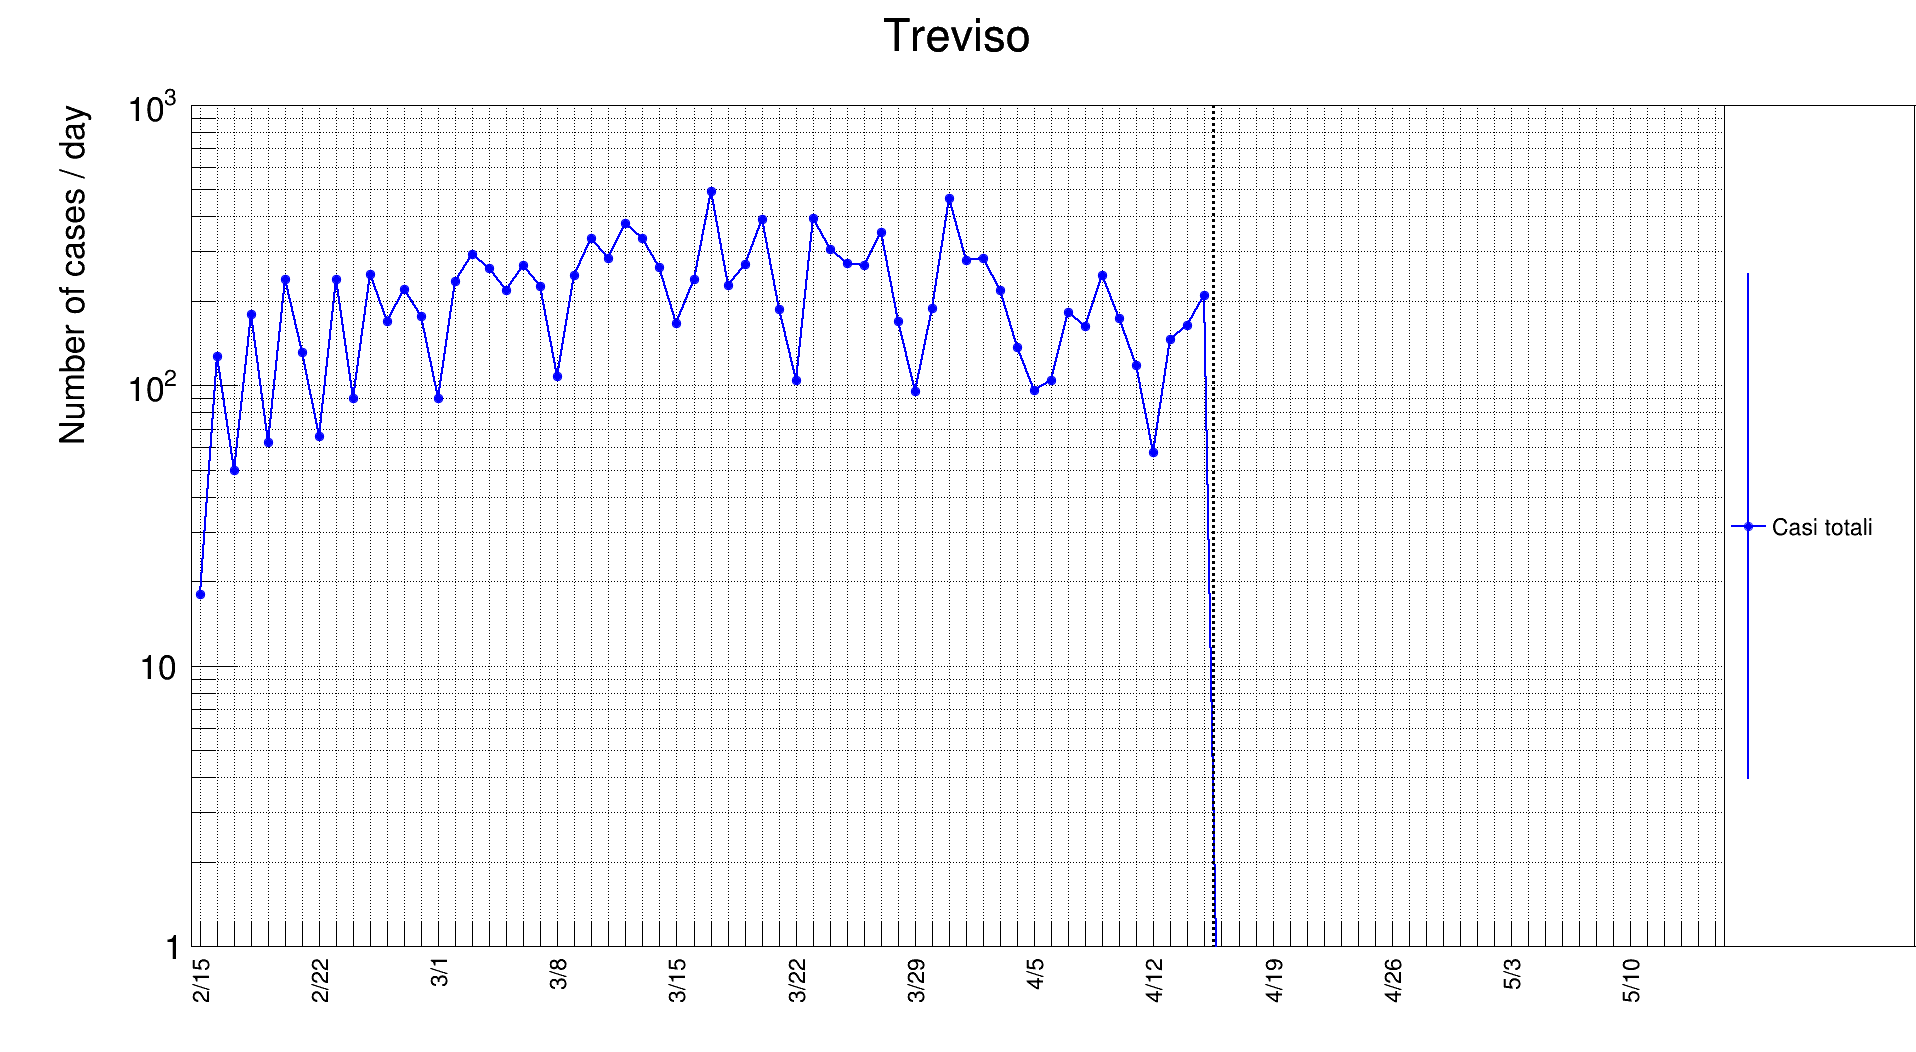 Treviso
Number of cases / day
10³
10²
10
1
2/15 2/22 3/1 3/8 3/15 3/22 3/29 4/5 4/12 4/19 4/26 5/3 5/10
Casi totali